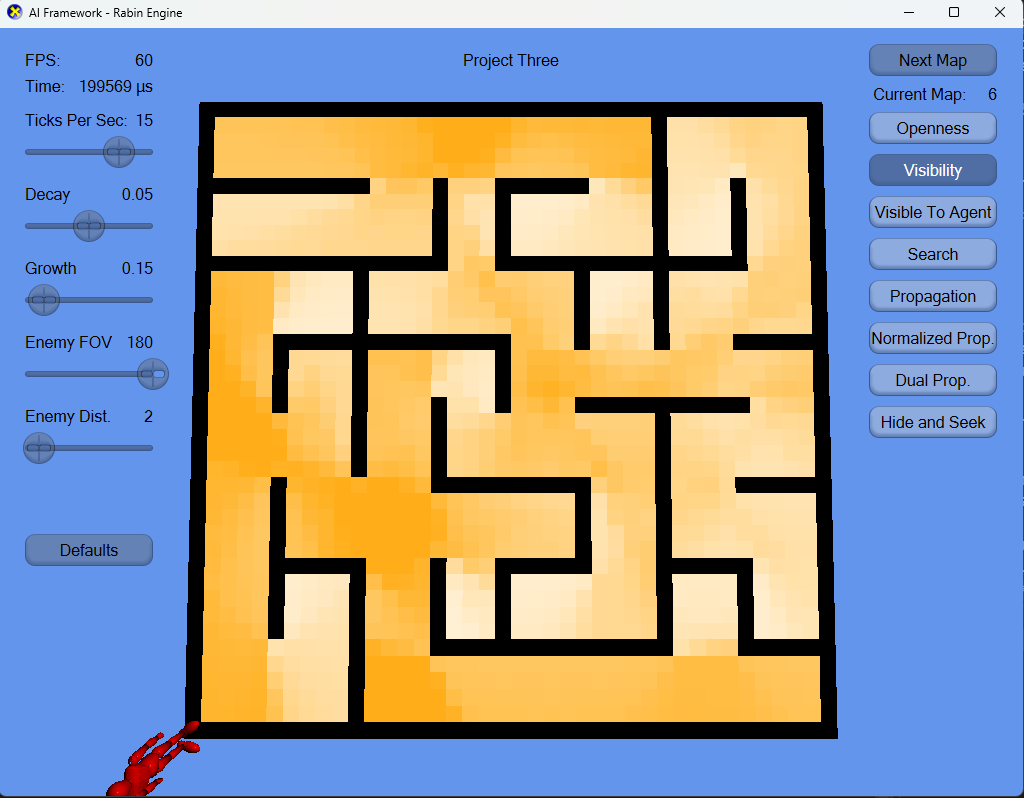 AI Framework - Rabin Engine
FPS: 60
Time: 199569 µs
Ticks Per Sec: 15
Decay 0.05
Growth 0.15
Enemy FOV 180
Enemy Dist. 2
Defaults
Project Three
Next Map
Current Map: 6
Openness
Visibility
Visible To Agent
Search
Propagation
Normalized Prop.
Dual Prop.
Hide and Seek